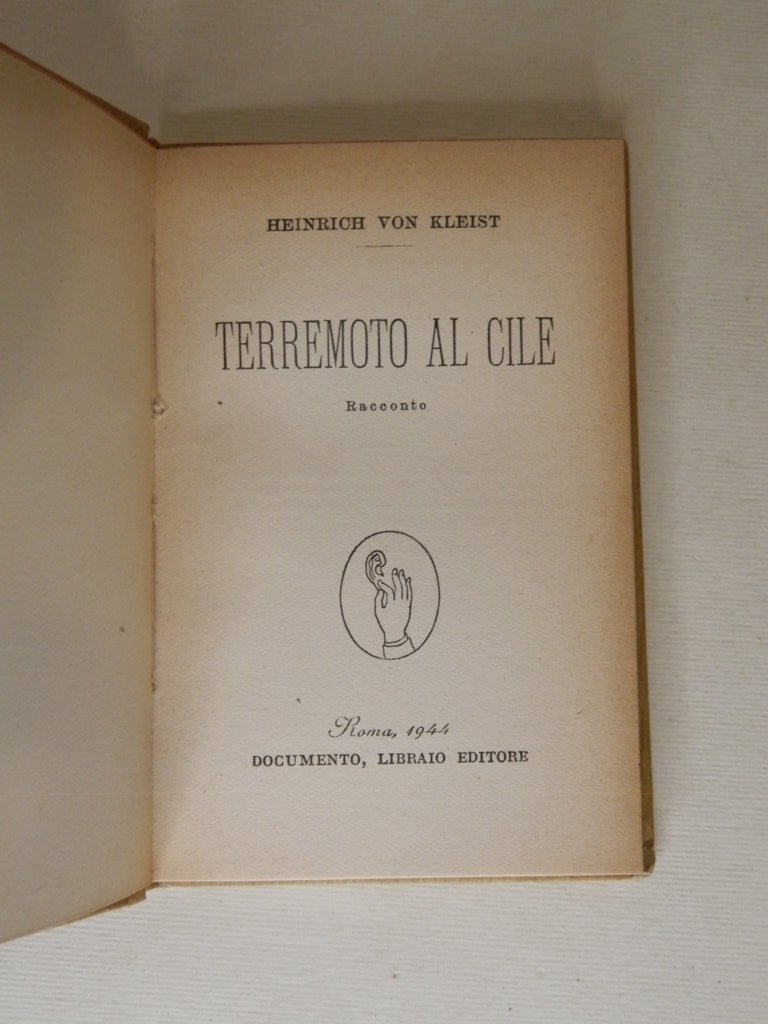 HEINRICH VON KLEIST
TERREMOTO AL CILE
Racconto
Roma, 1944
DOCUMENTO, LIBRAIO EDITORE